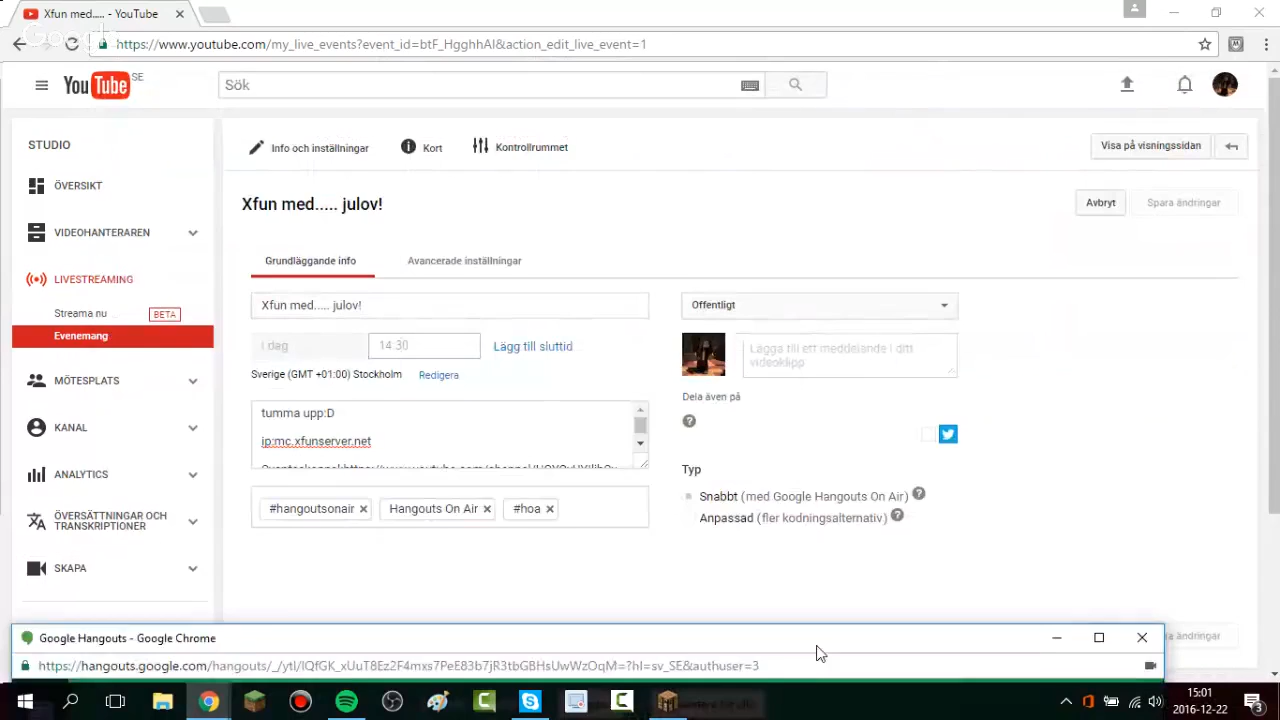 Xfun med..... - YouTube
Google
https://www.youtube.com/my_live_events?event_id=btF_HgghhAI&action_edit_live_event=1
YouTube SE
Sök
STUDIO
ÖVERSIKT
VIDEOHANTERAREN
LIVESTREAMING
Streama nu BETA
Evenemang
MÖTESPLATS
KANAL
ANALYTICS
ÖVERSÄTTNINGAR OCH
TRANSKRIPTIONER
SKAPA
Info och inställningar Kort Kontrollrummet
Visa på visningssidan
Xfun med..... julov!
Avbryt Spara ändringar
Grundläggande info Avancerade inställningar
Xfun med..... julov!
i dag 14:30 Lägg till sluttid
Sverige (GMT +01:00) Stockholm Redigera
tumma upp:D
ip:mc.xfunserver.net
#hangoutsonair × Hangouts On Air × #hoa ×
Offentligt
Lägga till ett meddelande i ditt
videoklipp
Dela även på
Typ
Snabbt (med Google Hangouts On Air)
Anpassad (fler kodningsalternativ)
ändringar
Google Hangouts - Google Chrome
https://hangouts.google.com/hangouts/_/ytl/lQfGK_xUuT8Ez2F4mxs7PeE83b7jR3tbGBHsUwWzOqM=?hl=sv_SE&authuser=3
15:01
2016-12-22
3